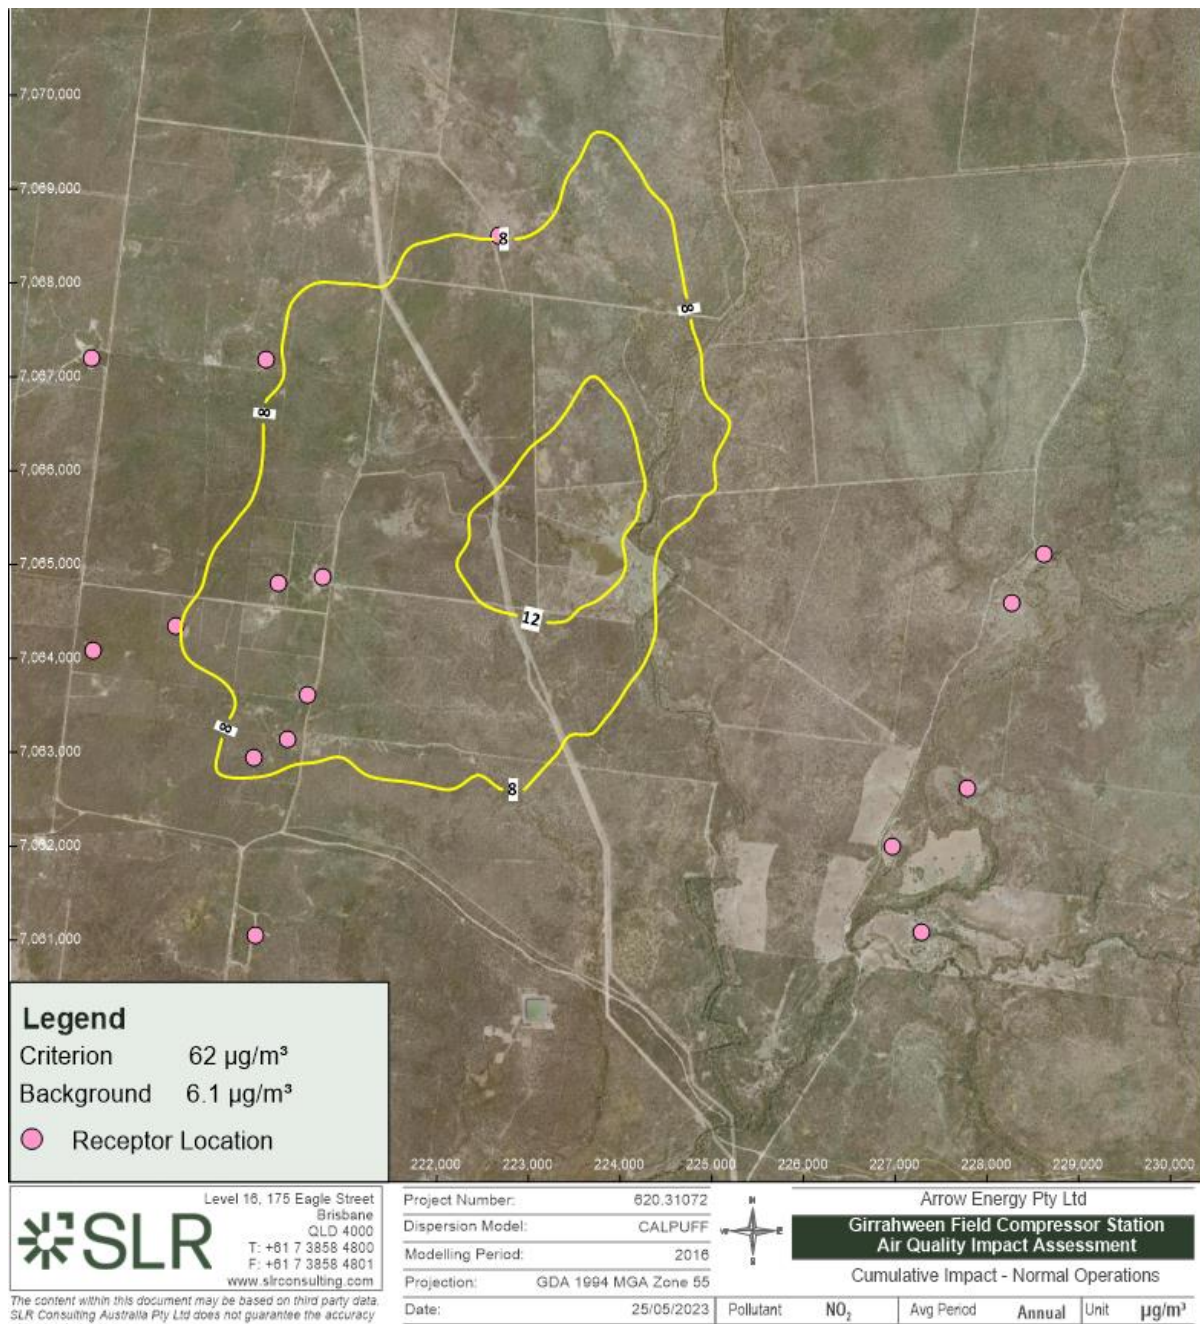 7,070,000
7,069,000
8
7,068,000
8
7,067,000
8
7,066,000
7,065,000
12
7,064,000
8
7,063,000
8
7,062,000
7,061,000
Legend
Criterion 62 µg/m³
Background 6.1 µg/m³
Receptor Location
222,000 223,000 224,000 225,000 226,000 227,000 228,000 229,000 230,000
SLR
Level 16, 175 Eagle Street
Brisbane
QLD 4000
T: +61 7 3858 4800
F: +61 7 3858 4801
www.slrconsulting.com
The content within this document may be based on third party data.
SLR Consulting Australia Pty Ltd does not guarantee the accuracy
Project Number: 620.31072
Dispersion Model: CALPUFF
Modelling Period: 2016
Projection: GDA 1994 MGA Zone 55
Date: 25/05/2023
N
E
S
W
Arrow Energy Pty Ltd
Girrahween Field Compressor Station
Air Quality Impact Assessment
Cumulative Impact - Normal Operations
Pollutant NO₂ Avg Period Annual Unit µg/m³